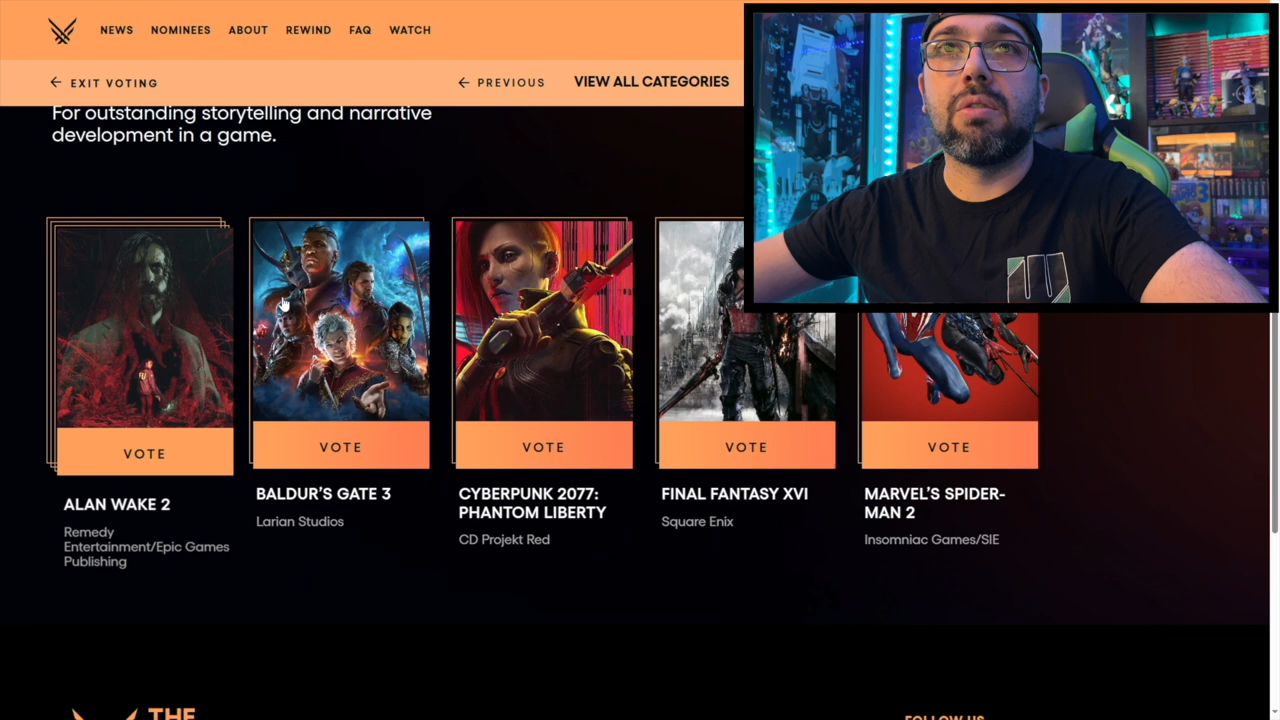 NEWS NOMINEES ABOUT REWIND FAQ WATCH
← EXIT VOTING
← PREVIOUS
VIEW ALL CATEGORIES
For outstanding storytelling and narrative
development in a game.
VOTE
VOTE
VOTE
VOTE
VOTE
ALAN WAKE 2
Remedy
Entertainment/Epic Games
Publishing
BALDUR’S GATE 3
Larian Studios
CYBERPUNK 2077:
PHANTOM LIBERTY
CD Projekt Red
FINAL FANTASY XVI
Square Enix
MARVEL’S SPIDER-
MAN 2
Insomniac Games/SIE
THE
FOLLOW US